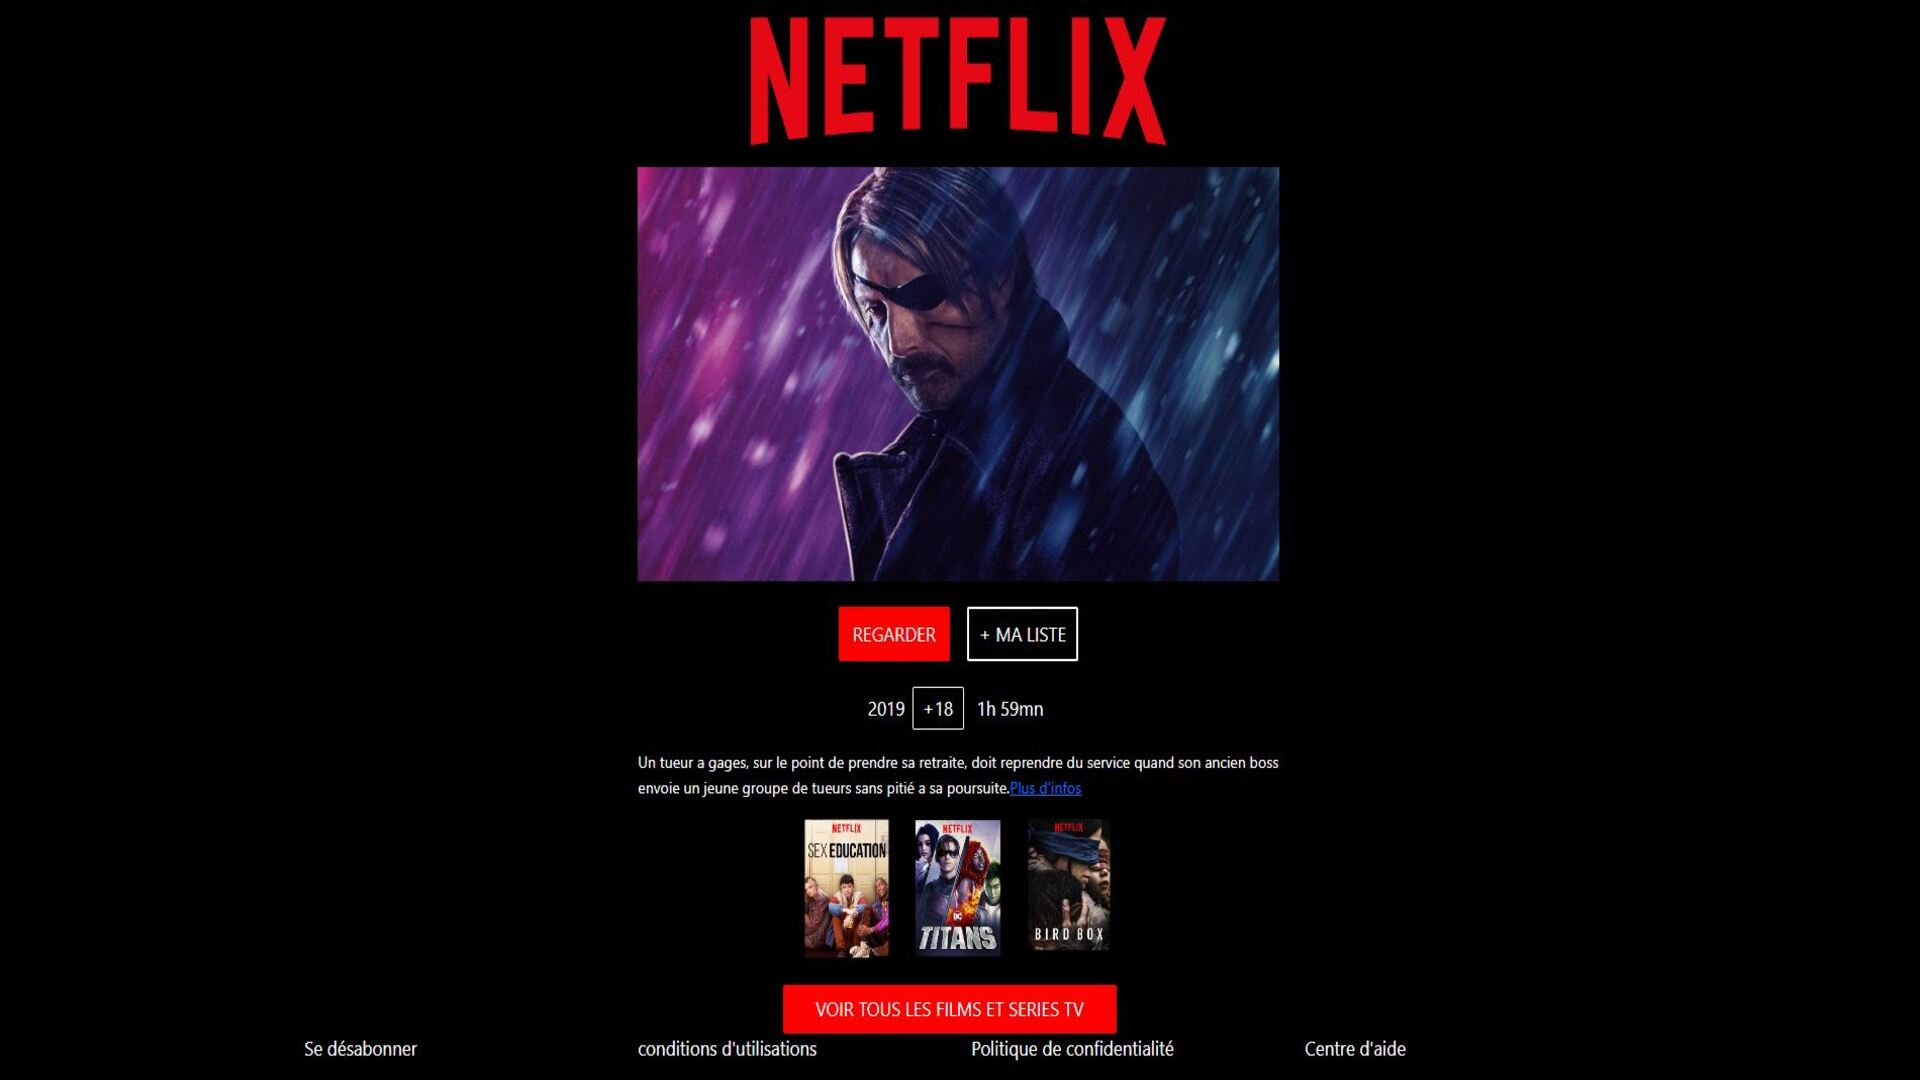 NETFLIX
REGARDER
+ MA LISTE
2019 +18 1h 59mn
Un tueur a gages, sur le point de prendre sa retraite, doit reprendre du service quand son ancien boss
envoie un jeune groupe de tueurs sans pitié a sa poursuite.Plus d'infos
NETFLIX
SEX EDUCATION
NETFLIX
DC
TITANS
NETFLIX
BIRD BOX
VOIR TOUS LES FILMS ET SERIES TV
Se désabonner
conditions d'utilisations
Politique de confidentialité
Centre d'aide